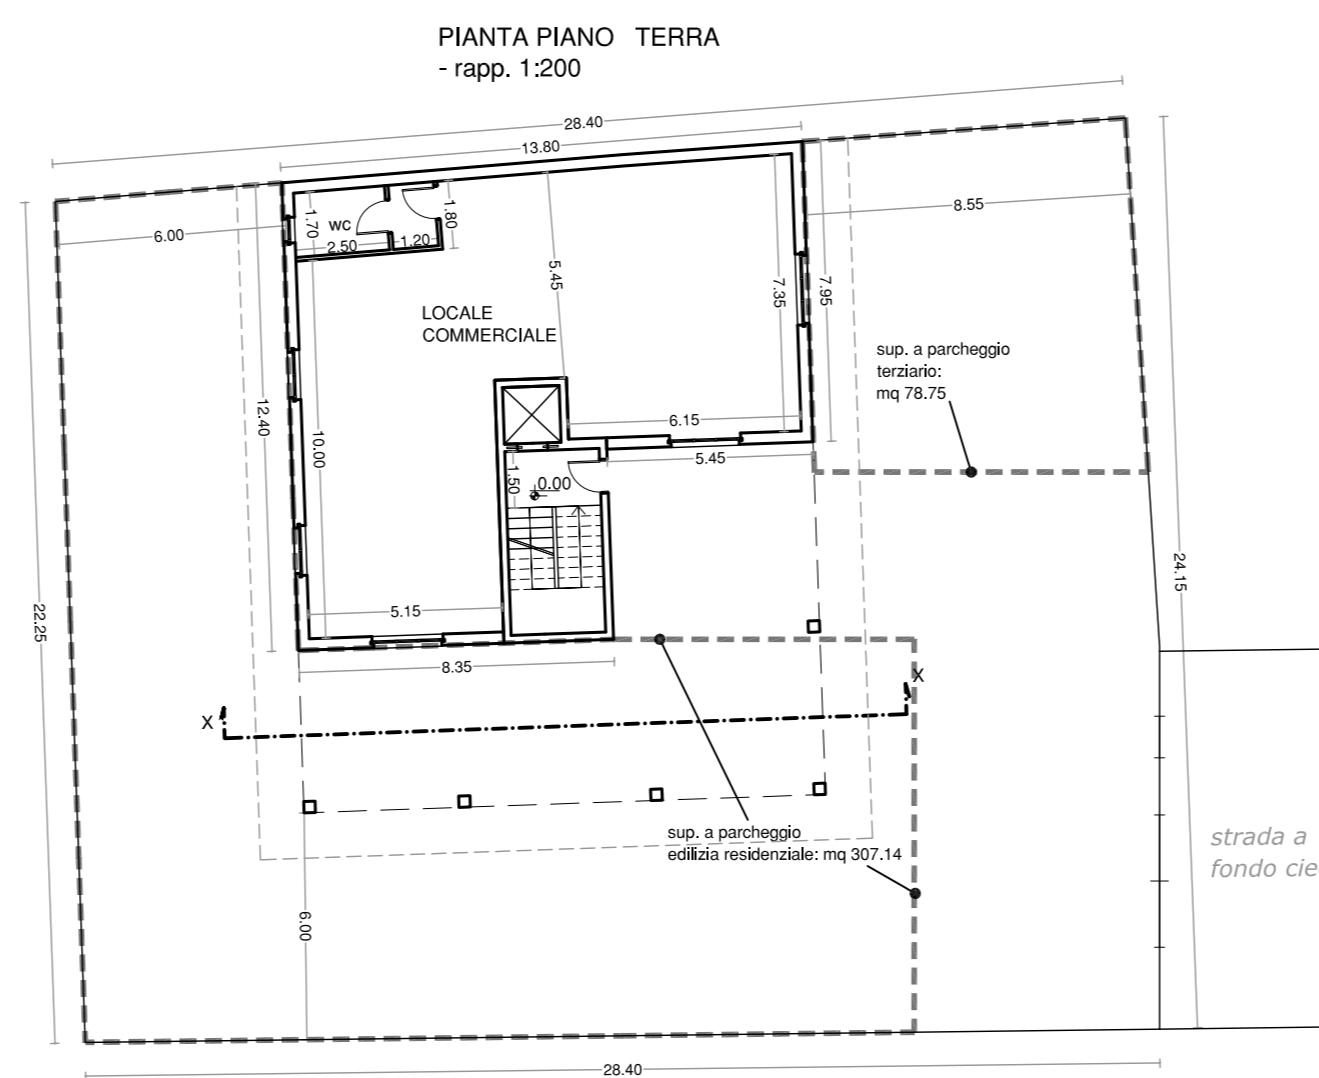 PIANTA PIANO TERRA
- rapp. 1:200
28.40
13.80
6.00
8.55
1.70
WC
2.50
1.20
1.80
5.45
7.35
7.95
LOCALE
COMMERCIALE
sup. a parcheggio
terziario:
mq 78.75
12.40
10.00
6.15
5.45
1.50
0.00
5.15
8.35
22.25
24.15
X
X
sup. a parcheggio
edilizia residenziale: mq 307.14
strada a
fondo
6.00
28.40